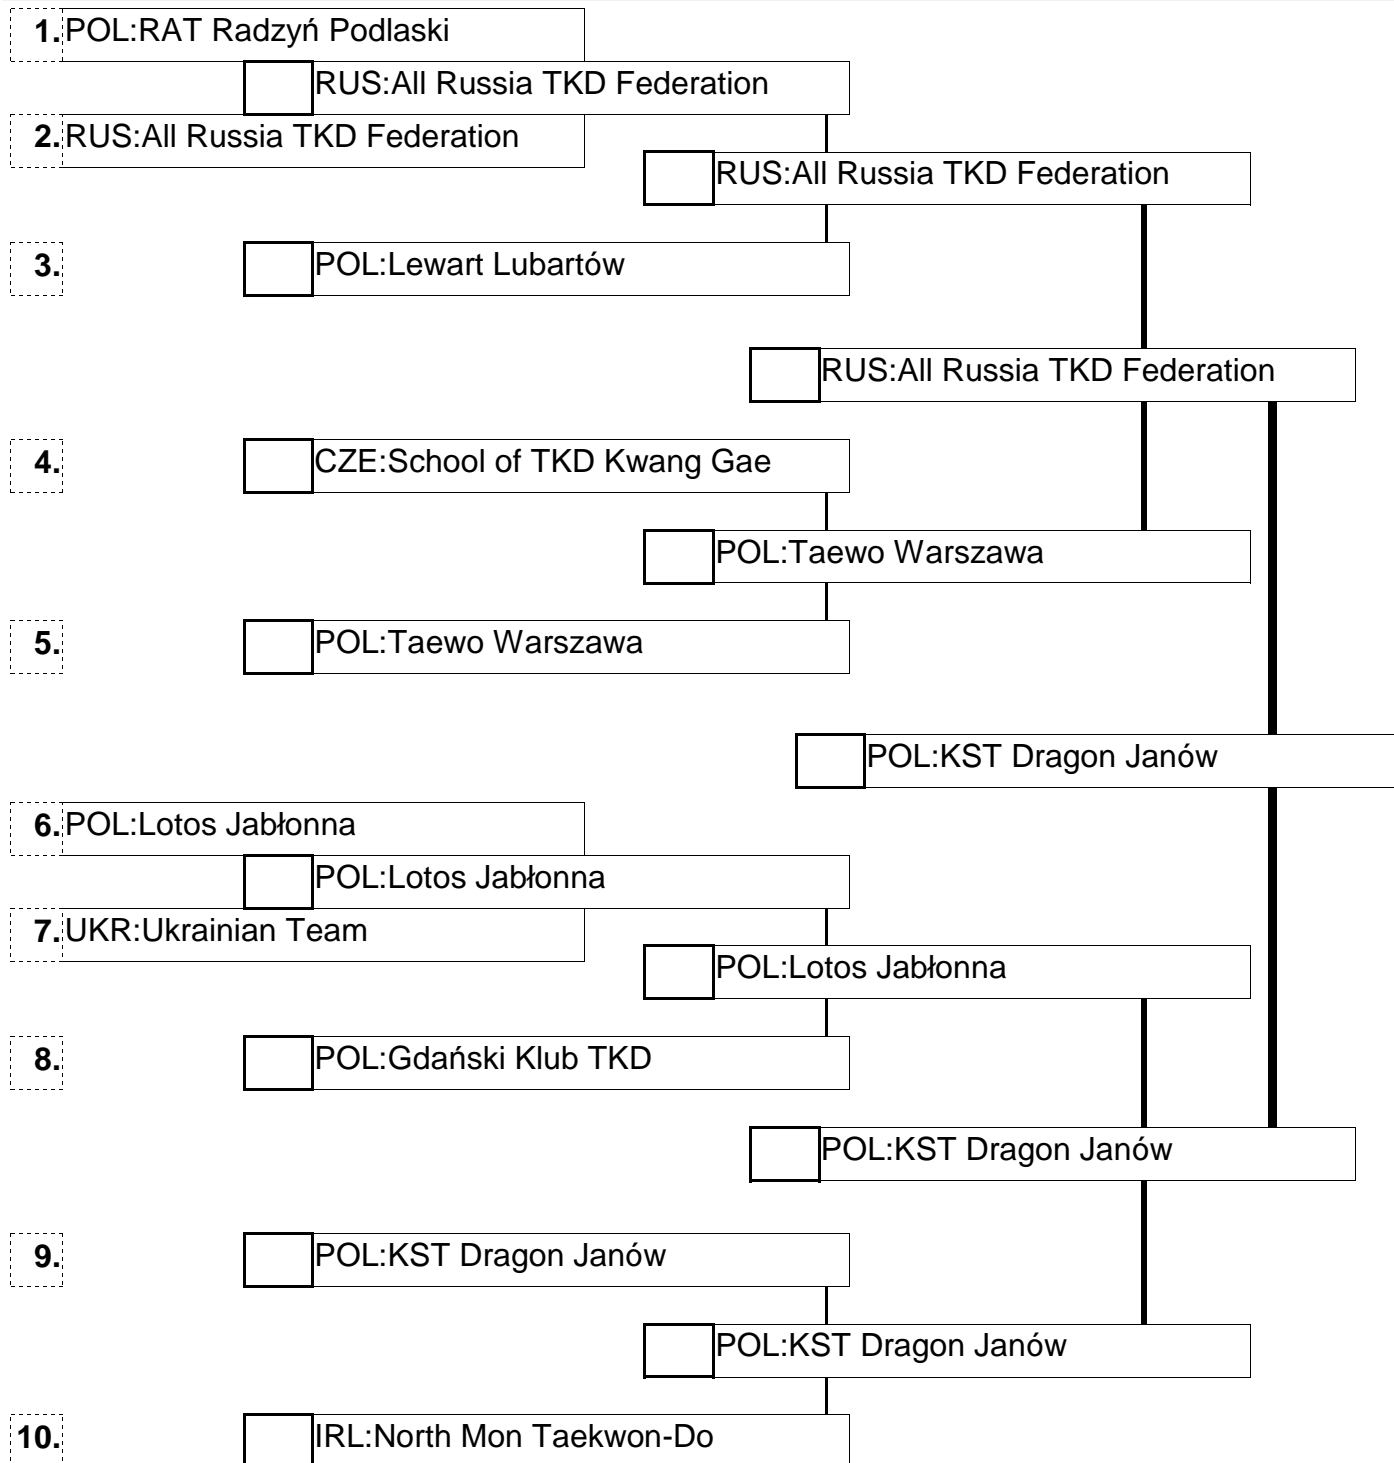 1. POL:RAT Radzyń Podlaski
RUS:All Russia TKD Federation
2. RUS:All Russia TKD Federation
RUS:All Russia TKD Federation
3. POL:Lewart Lubartów
RUS:All Russia TKD Federation
4. CZE:School of TKD Kwang Gae
POL:Taewo Warszawa
5. POL:Taewo Warszawa
POL:KST Dragon Janów
6. POL:Lotos Jabłonna
POL:Lotos Jabłonna
7. UKR:Ukrainian Team
POL:Lotos Jabłonna
8. POL:Gdański Klub TKD
POL:KST Dragon Janów
9. POL:KST Dragon Janów
POL:KST Dragon Janów
10. IRL:North Mon Taekwon-Do